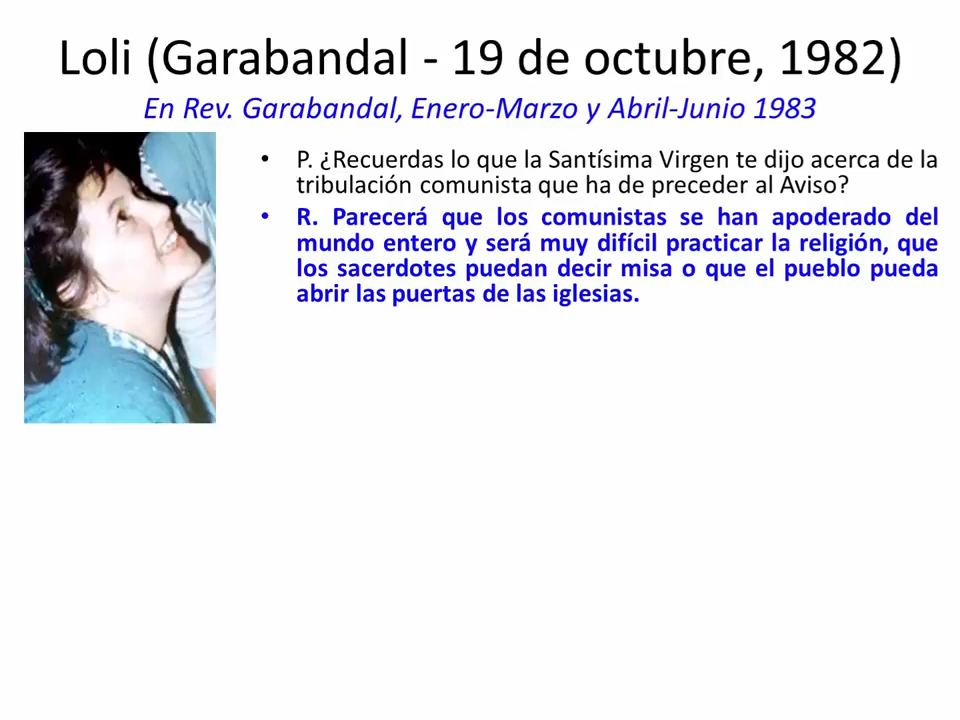 Loli (Garabandal - 19 de octubre, 1982)
En Rev. Garabandal, Enero-Marzo y Abril-Junio 1983
• P. ¿Recuerdas lo que la Santísima Virgen te dijo acerca de la
tribulación comunista que ha de preceder al Aviso?
• R. Parecerá que los comunistas se han apoderado del
mundo entero y será muy difícil practicar la religión, que
los sacerdotes puedan decir misa o que el pueblo pueda
abrir las puertas de las iglesias.